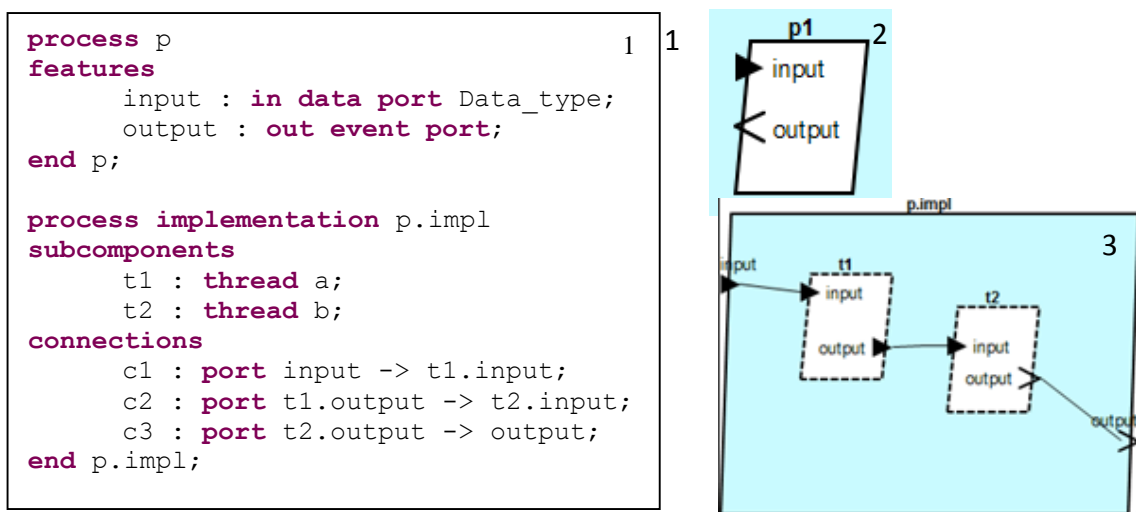 process p 1
features
input : in data port Data_type;
output : out event port;
end p;
process implementation p.impl
subcomponents
t1 : thread a;
t2 : thread b;
connections
c1 : port input -> t1.input;
c2 : port t1.output -> t2.input;
c3 : port t2.output -> output;
end p.impl;
1
p1
2
input
output
p.impl
3
input
t1
input
output
t2
input
output
output